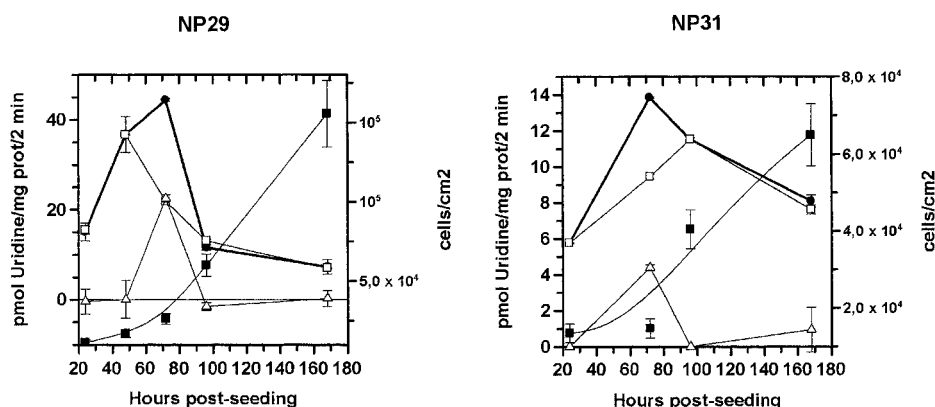 NP29
NP31
pmol Uridine/mg prot/2 min
40
20
0
10⁵
10⁵
5,0 x 10⁴
cells/cm2
20 40 60 80 100 120 140 160 180
Hours post-seeding
pmol Uridine/mg prot/2 min
14
12
10
8
6
4
2
0
8,0 x 10⁴
6,0 x 10⁴
4,0 x 10⁴
2,0 x 10⁴
cells/cm2
20 40 60 80 100 120 140 160 180
Hours post-seeding